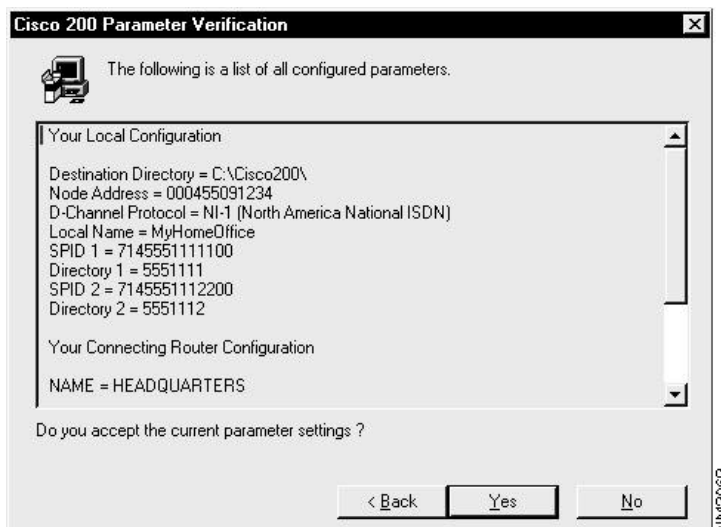 Cisco 200 Parameter Verification
The following is a list of all configured parameters.
Your Local Configuration
Destination Directory = C:\Cisco200\
Node Address = 000455091234
D-Channel Protocol = NI-1 (North America National ISDN)
Local Name = MyHomeOffice
SPID 1 = 7145551111100
Directory 1 = 5551111
SPID 2 = 7145551112200
Directory 2 = 5551112
Your Connecting Router Configuration
NAME = HEADQUARTERS
Do you accept the current parameter settings ?
< Back
Yes
No